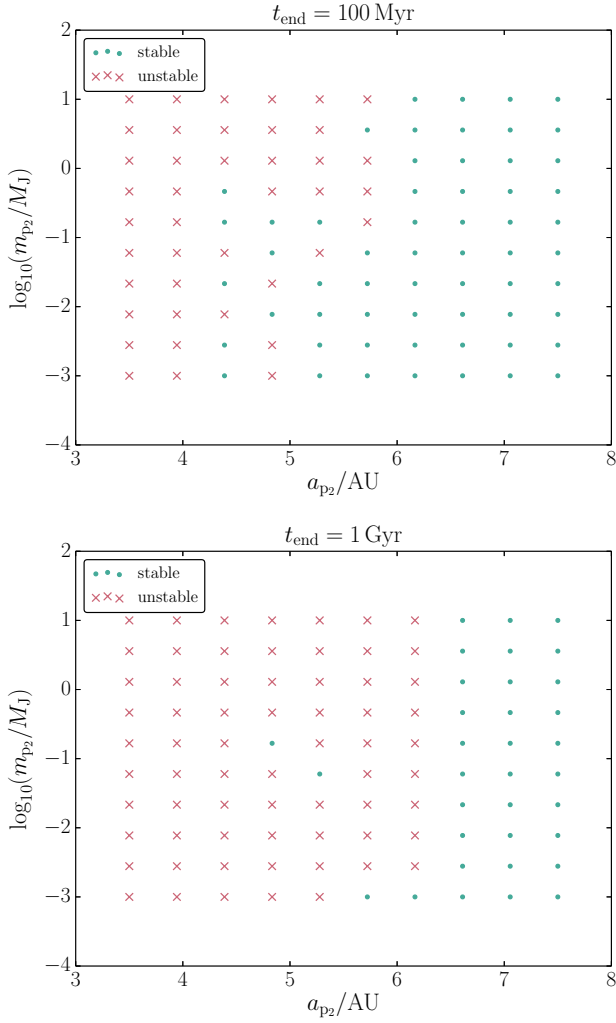 t_end = 100 Myr
2
stable
unstable
1
0
−1
−2
−3
−4
log₁₀(m_p₂/M_J)
3 4 5 6 7 8
a_p₂/AU
t_end = 1 Gyr
2
stable
unstable
1
0
−1
−2
−3
−4
log₁₀(m_p₂/M_J)
3 4 5 6 7 8
a_p₂/AU